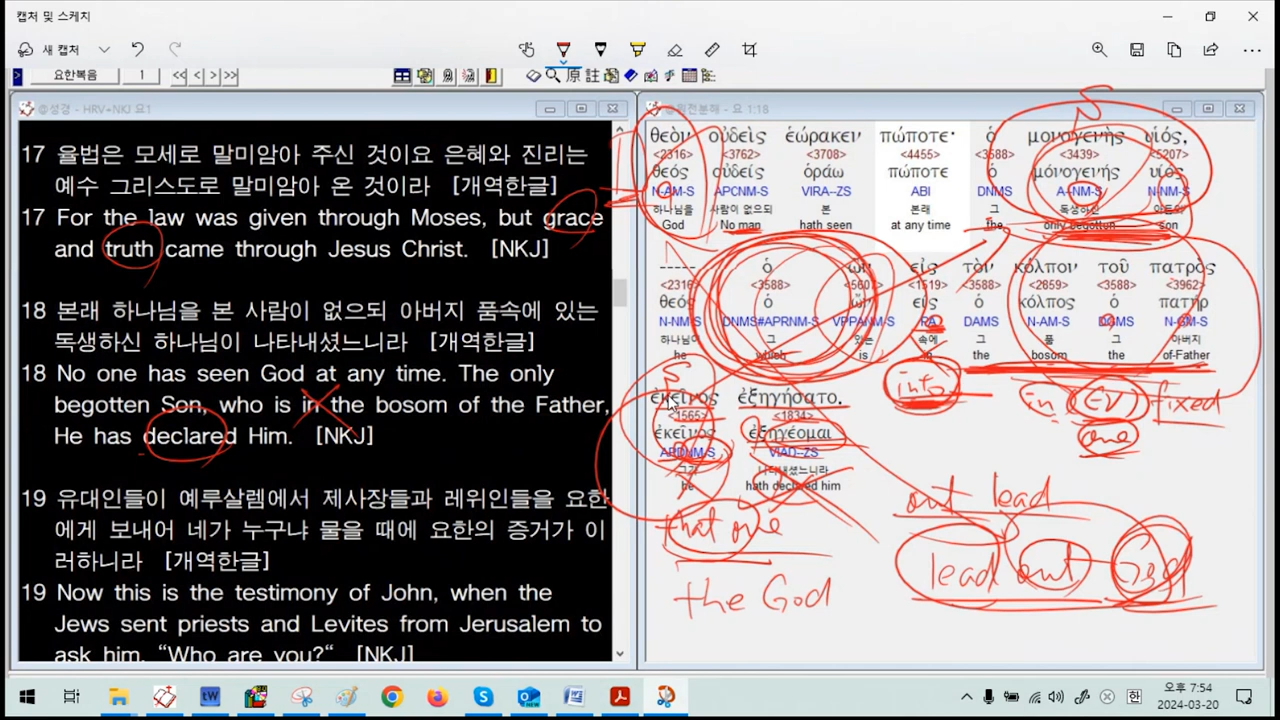 캡처 및 스케치
새 캡처
요한복음 1 << < > >>
@성경 - HRV+NKJ 요1
17 율법은 모세로 말미암아 주신 것이요 은혜와 진리는
예수 그리스도로 말미암아 온 것이라 [개역한글]
17 For the law was given through Moses, but grace
and truth came through Jesus Christ. [NKJ]
18 본래 하나님을 본 사람이 없으되 아버지 품속에 있는
독생하신 하나님이 나타내셨느니라 [개역한글]
18 No one has seen God at any time. The only
begotten Son, who is in the bosom of the Father,
He has declared Him. [NKJ]
19 유대인들이 예루살렘에서 제사장들과 레위인들을 요한
에게 보내어 네가 누구냐 물을 때에 요한의 증거가 이
러하니라 [개역한글]
19 Now this is the testimony of John, when the
Jews sent priests and Levites from Jerusalem to
ask him, “Who are you?“ [NKJ]
원전분해 - 요 1:18
θεὸν οὐδεὶς ἑώρακεν πώποτε· ὁ μονογενὴς υἱός,
<2316> <3762> <3708> <4455> <3588> <3439> <5207>
θεός οὐδείς ὁράω πώποτε ὁ μονογενής υἱός
N-AM-S APCNM-S VIRA--ZS ABI DNMS A-NM-S N-NM-S
하나님을 사람이 없으되 본 본래 그 독생하신 아들이
God No man hath seen at any time the only begotten son
----- ὁ ὢν εἰς τὸν κόλπον τοῦ πατρὸς
<2316> <3588> <5607> <1519> <3588> <2859> <3588> <3962>
θεός ὁ ὤν εἰς ὁ κόλπος ὁ πατήρ
N-NM-S DNMS#APRNM-S VPPANM-S PA DAMS N-AM-S DGMS N-GM-S
하나님이 그 있는 속에 그 품 그 아버지
he which is in the bosom the of-Father
ἐκεῖνος ἐξηγήσατο.
<1565> <1834>
ἐκεῖνος ἐξηγέομαι
APDNM-S VIAD--ZS
그가 나타내셨느니라
he hath declared him
S
into
in ἐν fixed
one
that one
the God
out lead
lead out God
한
오후 7:54
2024-03-20